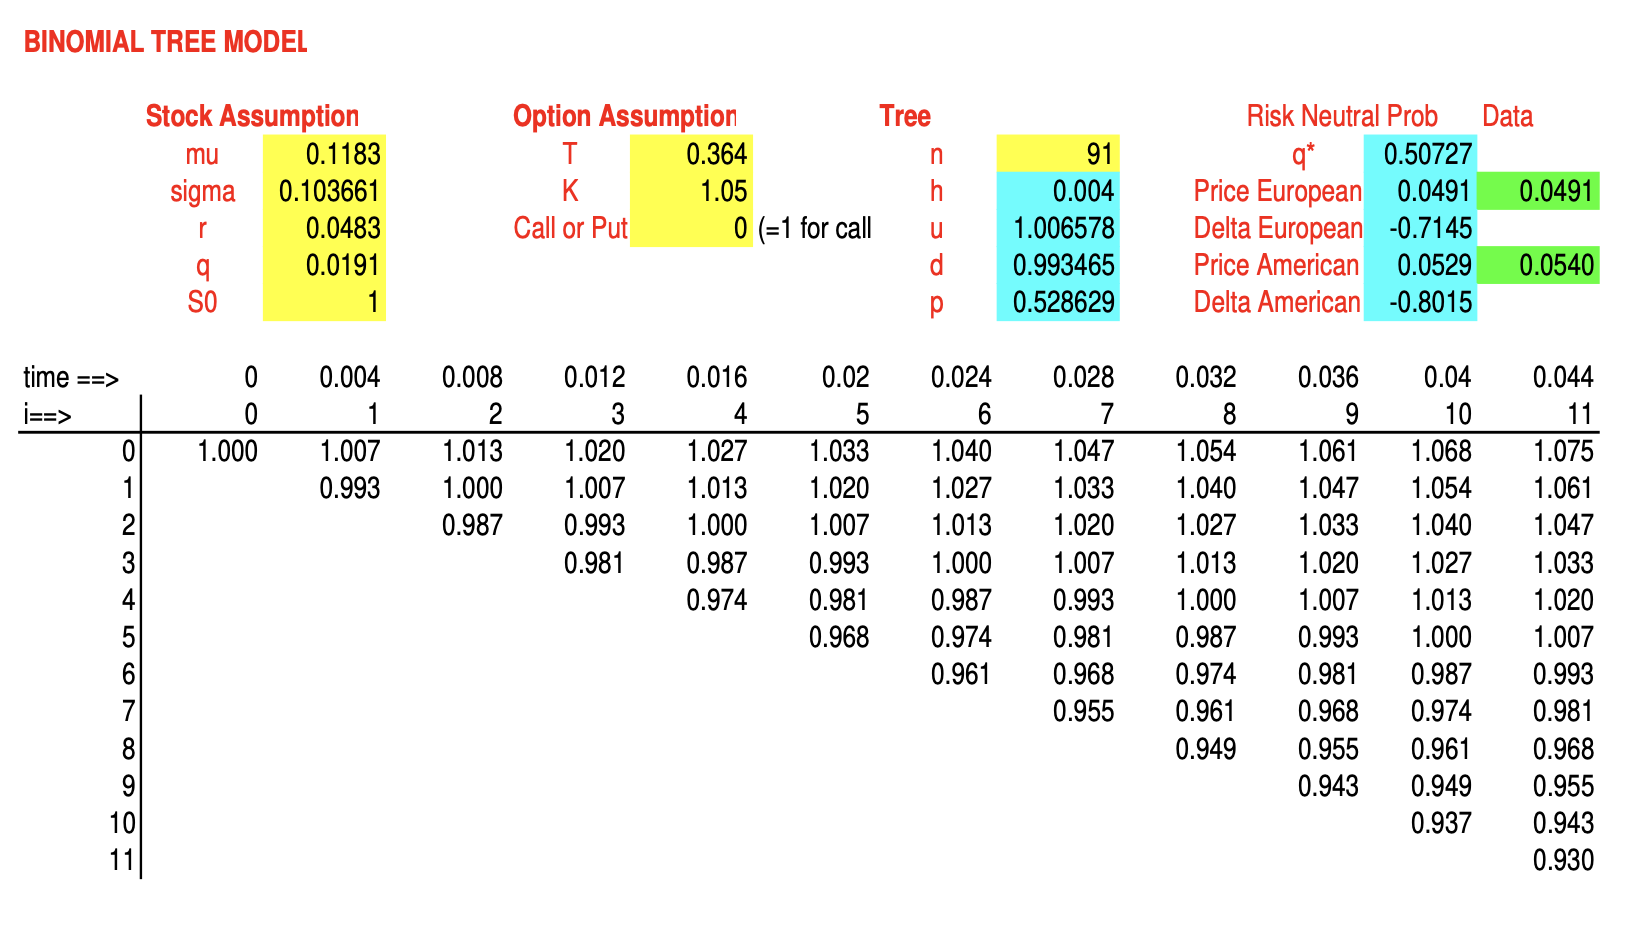 BINOMIAL TREE MODEL
Stock Assumption Option Assumption Tree Risk Neutral Prob Data
mu 0.1183 T 0.364 n 91 q* 0.50727
sigma 0.103661 K 1.05 h 0.004 Price European 0.0491 0.0491
r 0.0483 Call or Put 0 (=1 for call u 1.006578 Delta European -0.7145
q 0.0191 d 0.993465 Price American 0.0529 0.0540
S0 1 p 0.528629 Delta American -0.8015
time ==> 0 0.004 0.008 0.012 0.016 0.02 0.024 0.028 0.032 0.036 0.04 0.044
i==> 0 1 2 3 4 5 6 7 8 9 10 11
0 1.000 1.007 1.013 1.020 1.027 1.033 1.040 1.047 1.054 1.061 1.068 1.075
1 0.993 1.000 1.007 1.013 1.020 1.027 1.033 1.040 1.047 1.054 1.061
2 0.987 0.993 1.000 1.007 1.013 1.020 1.027 1.033 1.040 1.047
3 0.981 0.987 0.993 1.000 1.007 1.013 1.020 1.027 1.033
4 0.974 0.981 0.987 0.993 1.000 1.007 1.013 1.020
5 0.968 0.974 0.981 0.987 0.993 1.000 1.007
6 0.961 0.968 0.974 0.981 0.987 0.993
7 0.955 0.961 0.968 0.974 0.981
8 0.949 0.955 0.961 0.968
9 0.943 0.949 0.955
10 0.937 0.943
11 0.930